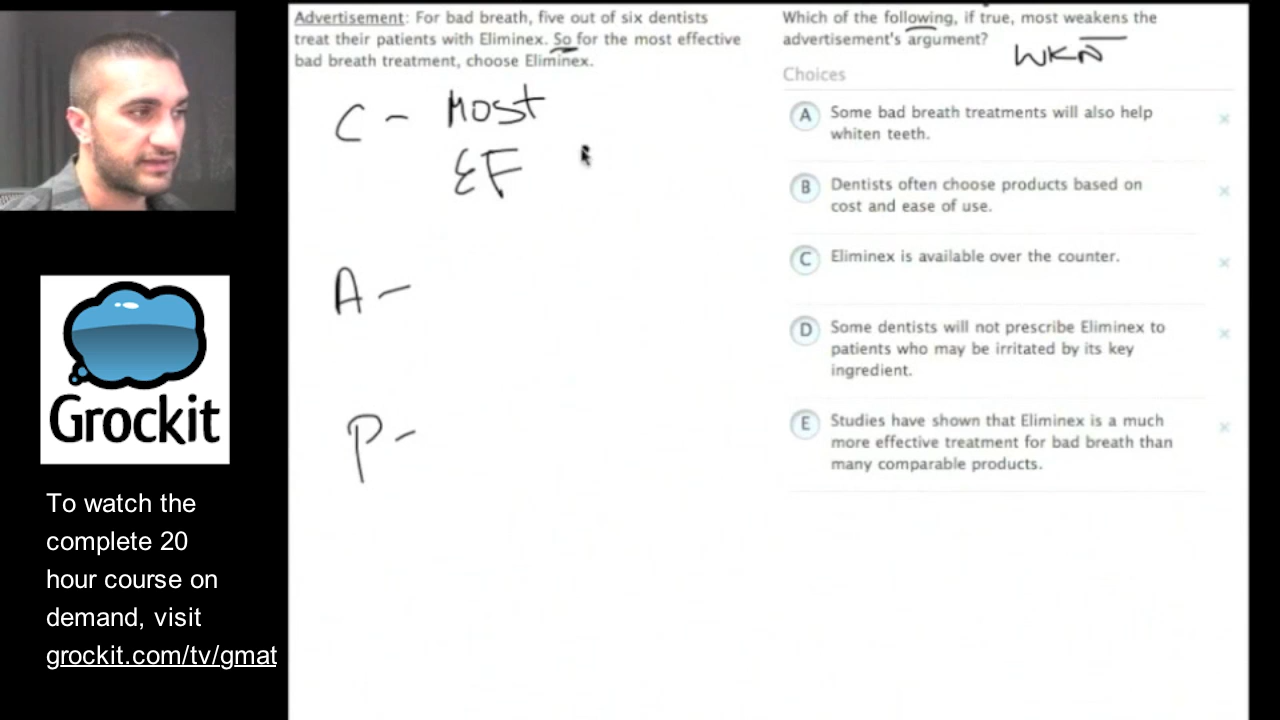 Advertisement: For bad breath, five out of six dentists
treat their patients with Eliminex. So for the most effective
bad breath treatment, choose Eliminex.
C - Most
EF
A -
P -
Which of the following, if true, most weakens the
advertisement's argument?
WKN
Choices
A Some bad breath treatments will also help
whiten teeth.
B Dentists often choose products based on
cost and ease of use.
C Eliminex is available over the counter.
D Some dentists will not prescribe Eliminex to
patients who may be irritated by its key
ingredient.
E Studies have shown that Eliminex is a much
more effective treatment for bad breath than
many comparable products.
Grockit
To watch the
complete 20
hour course on
demand, visit
grockit.com/tv/gmat